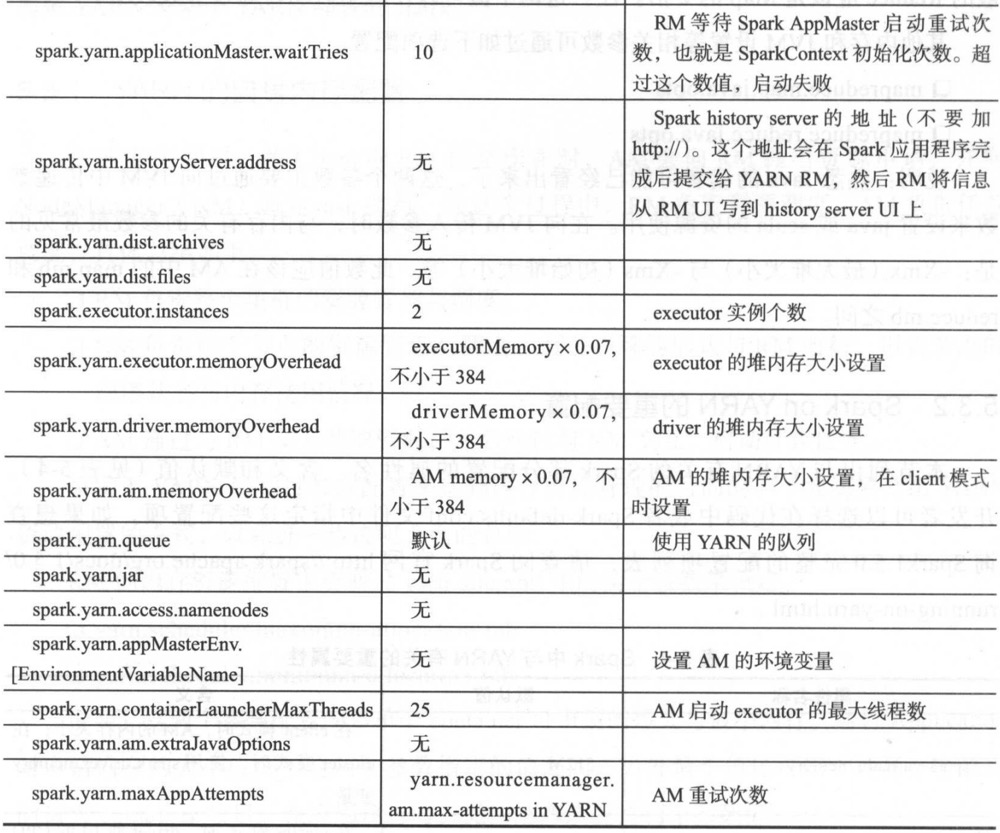 spark.yarn.applicationMaster.waitTries 10 RM 等待 Spark AppMaster 启动重试次
数，也就是 SparkContext 初始化次数。超
过这个数值，启动失败
spark.yarn.historyServer.address 无 Spark history server 的地址（不要加
http://）。这个地址会在 Spark 应用程序完
成后提交给 YARN RM，然后 RM 将信息
从 RM UI 写到 history server UI 上
spark.yarn.dist.archives 无
spark.yarn.dist.files 无
spark.executor.instances 2 executor 实例个数
spark.yarn.executor.memoryOverhead executorMemory × 0.07, executor 的堆内存大小设置
不小于 384
spark.yarn.driver.memoryOverhead driverMemory × 0.07, driver 的堆内存大小设置
不小于 384
spark.yarn.am.memoryOverhead AM memory × 0.07, 不 AM 的堆内存大小设置，在 client 模式
小于 384 时设置
spark.yarn.queue 默认 使用 YARN 的队列
spark.yarn.jar 无
spark.yarn.access.namenodes 无
spark.yarn.appMasterEnv. 无 设置 AM 的环境变量
[EnvironmentVariableName]
spark.yarn.containerLauncherMaxThreads 25 AM 启动 executor 的最大线程数
spark.yarn.am.extraJavaOptions 无
spark.yarn.maxAppAttempts yarn.resourcemanager. AM 重试次数
am.max-attempts in YARN